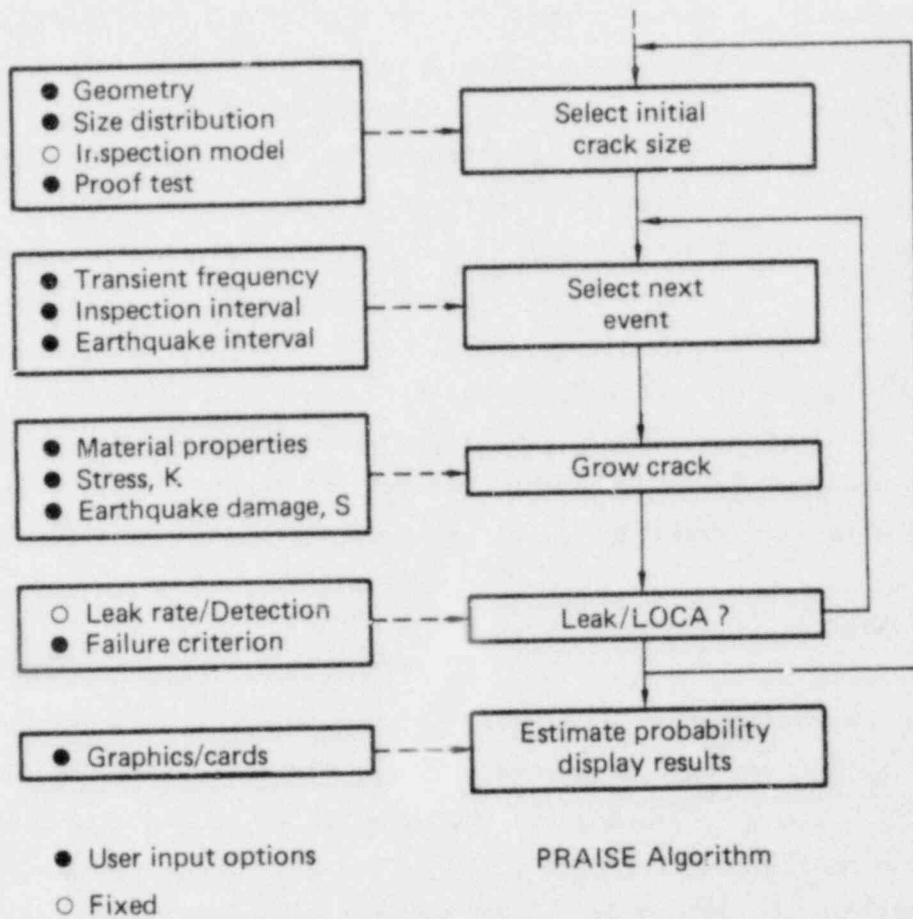 ● Geometry
● Size distribution
○ Inspection model
● Proof test
Select initial
crack size
● Transient frequency
● Inspection interval
● Earthquake interval
Select next
event
● Material properties
● Stress, K
● Earthquake damage, S
Grow crack
○ Leak rate/Detection
● Failure criterion
Leak/LOCA ?
● Graphics/cards
Estimate probability
display results
● User input options
○ Fixed
PRAISE Algorithm